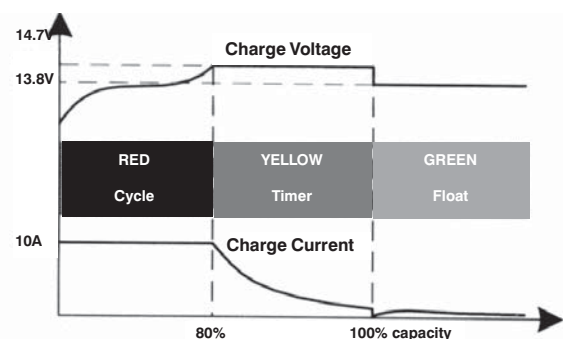 14.7V
Charge Voltage
13.8V
RED
YELLOW
GREEN
Cycle
Timer
Float
10A
Charge Current
80%
100% capacity